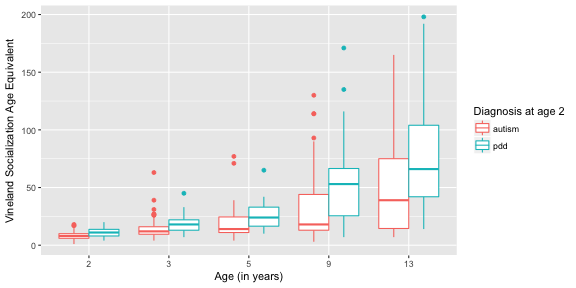 200
150
100
50
0
Vineland Socialization Age Equivalent
2 3 5 9 13
Age (in years)
Diagnosis at age 2
autism
pdd